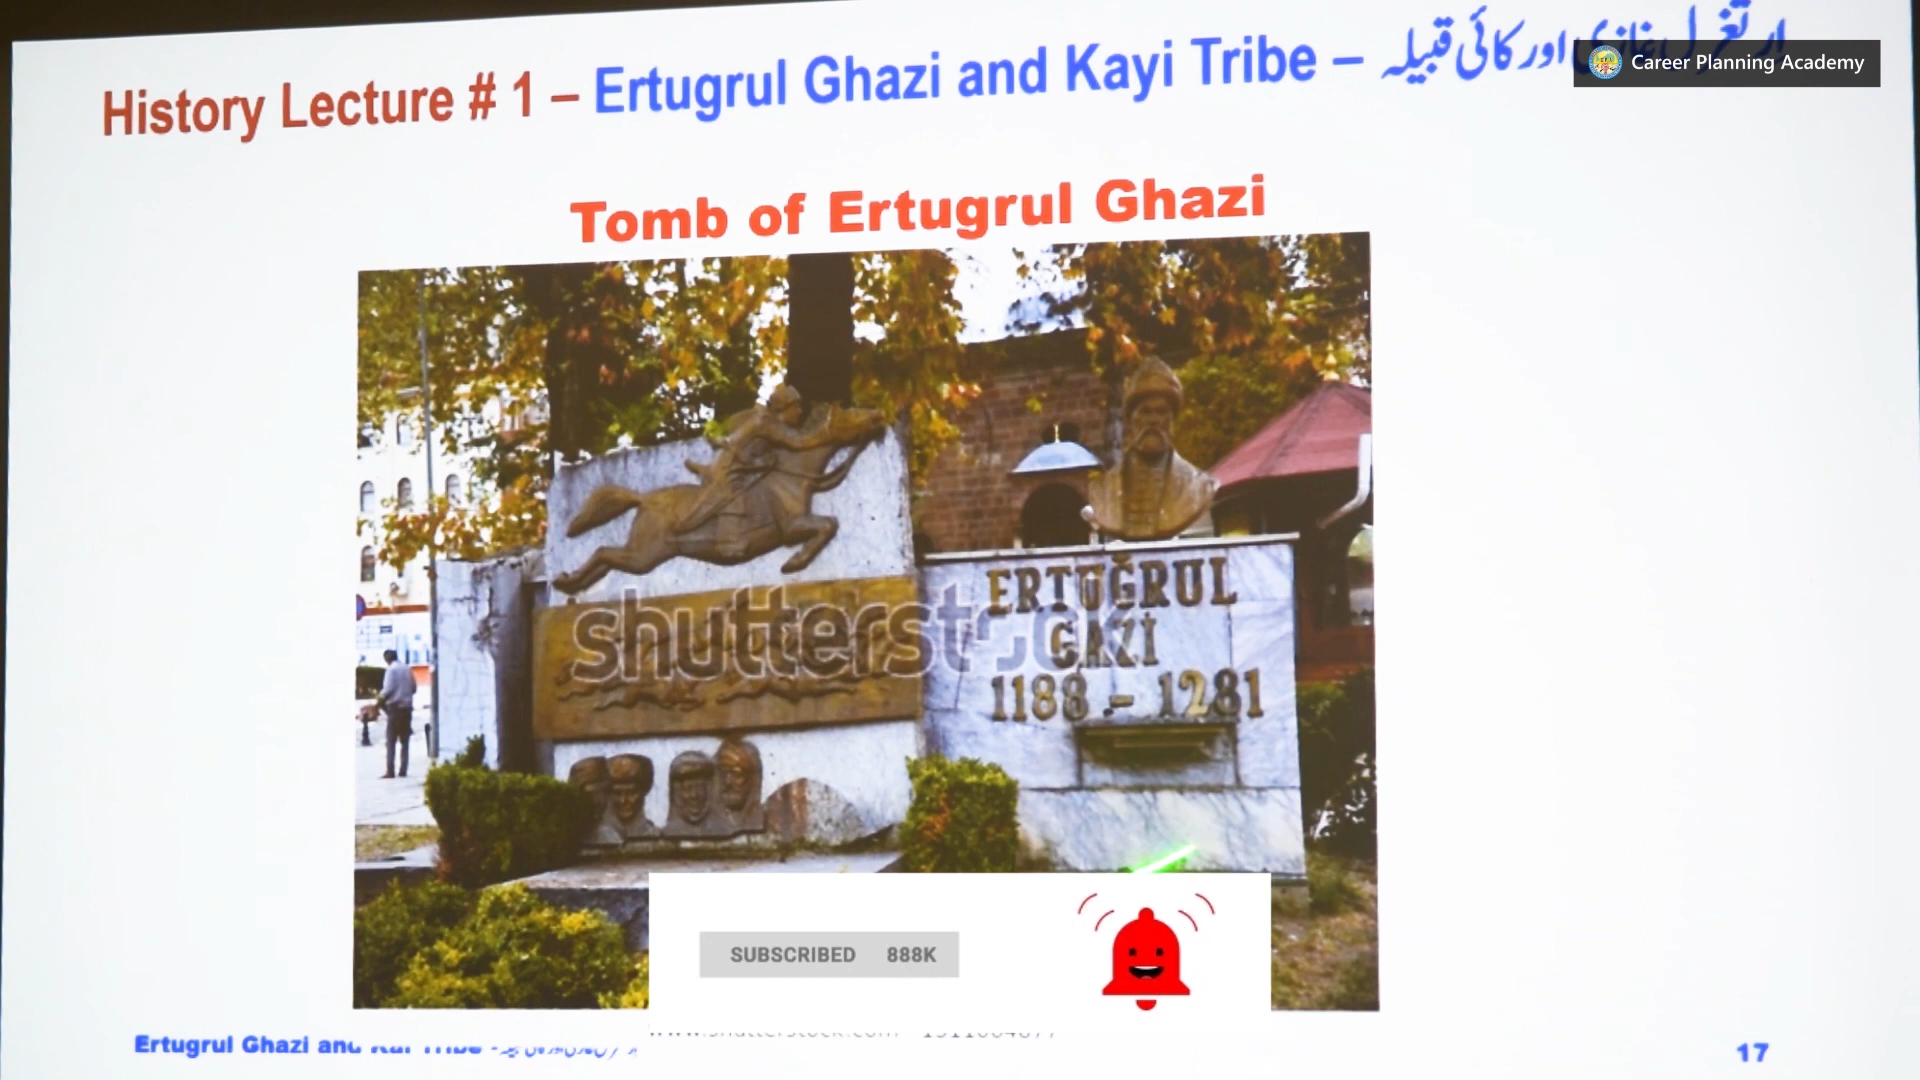 History Lecture # 1 – Ertugrul Ghazi and Kayi Tribe – ارتغرل غازی اور کائی قبیلہ
Career Planning Academy
Tomb of Ertugrul Ghazi
ERTUĞRUL
GAZİ
1188 - 1281
shutterstock
SUBSCRIBED 888K
Ertugrul Ghazi and Kai Tribe -
17